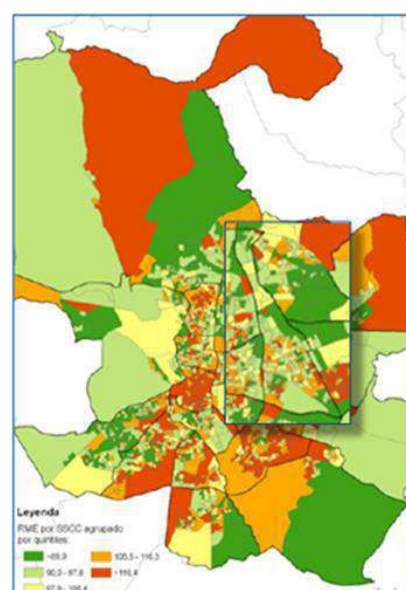 Leyenda
RME por SSCC agrupado
por quintiles:
<89,9
105,5 - 116,3
90,0 - 97,8
>116,4
97,9 - 105,4